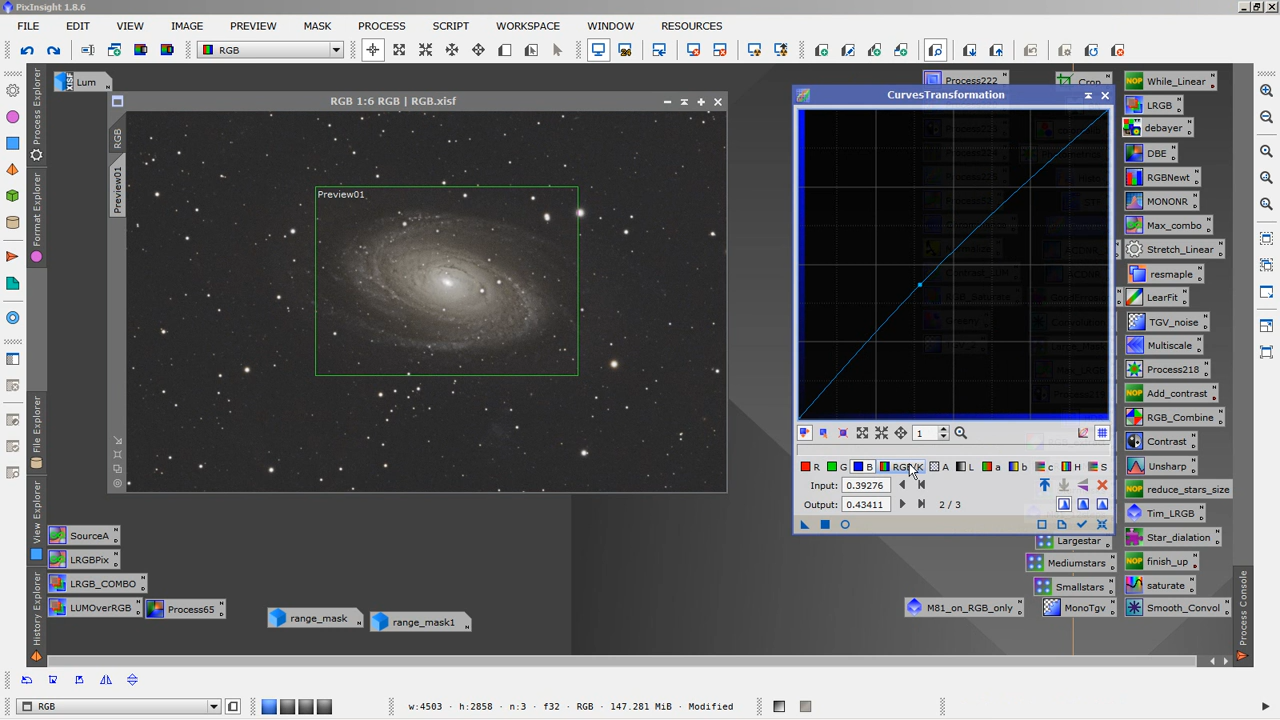 PixInsight 1.8.6
FILE EDIT VIEW IMAGE PREVIEW MASK PROCESS SCRIPT WORKSPACE WINDOW RESOURCES
RGB
Process Explorer
Format Explorer
File Explorer
View Explorer
History Explorer
Lum
RGB 1:6 RGB | RGB.xisf
RGB
Preview01
Preview01
CurvesTransformation
1
R G B RGB/K A L a b c H S
Input: 0.39276
Output: 0.43411 2 / 3
Process222
Crop
While_Linear
LRGB
debayer
DBE
RGBNewt
MONONR
Max_combo
Stretch_Linear
resmaple
LearFit
TGV_noise
Multiscale
Process218
Add_contrast
RGB_Combine
Contrast
Unsharp
reduce_stars_size
Tim_LRGB
Largestar
Star_dialation
Mediumstars
finish_up
Smallstars
saturate
M81_on_RGB_only
MonoTgv
Smooth_Convol
SourceA
LRGBPix
LRGB_COMBO
LUMOverRGB
Process65
range_mask
range_mask1
Process Console
RGB
w:4503 · h:2858 · n:3 · f32 · RGB · 147.281 MiB · Modified